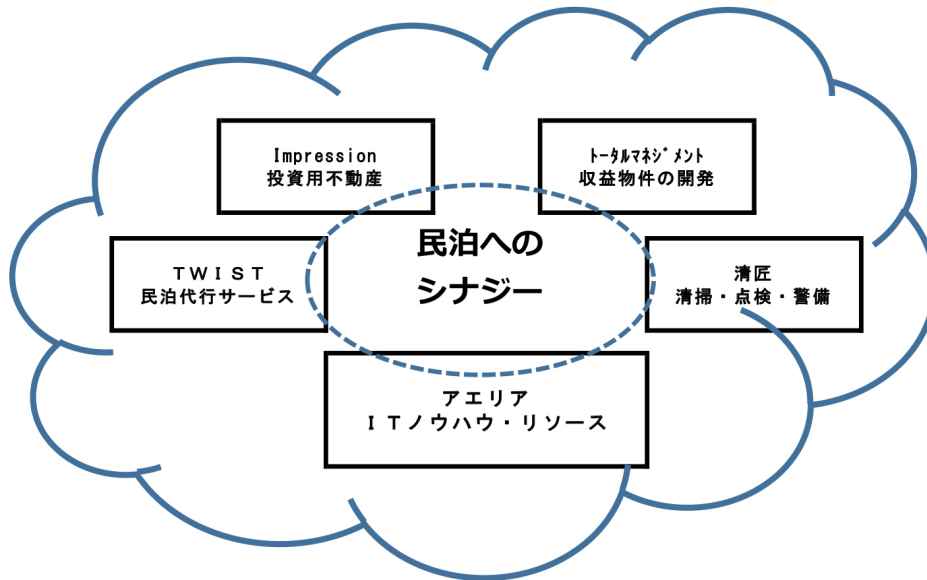 Impression
投資用不動産
ﾄｰﾀﾙﾏﾈｼﾞﾒﾝﾄ
収益物件の開発
民泊への
シナジー
ＴＷＩＳＴ
民泊代行サービス
清匠
清掃・点検・警備
アエリア
ＩＴノウハウ・リソース